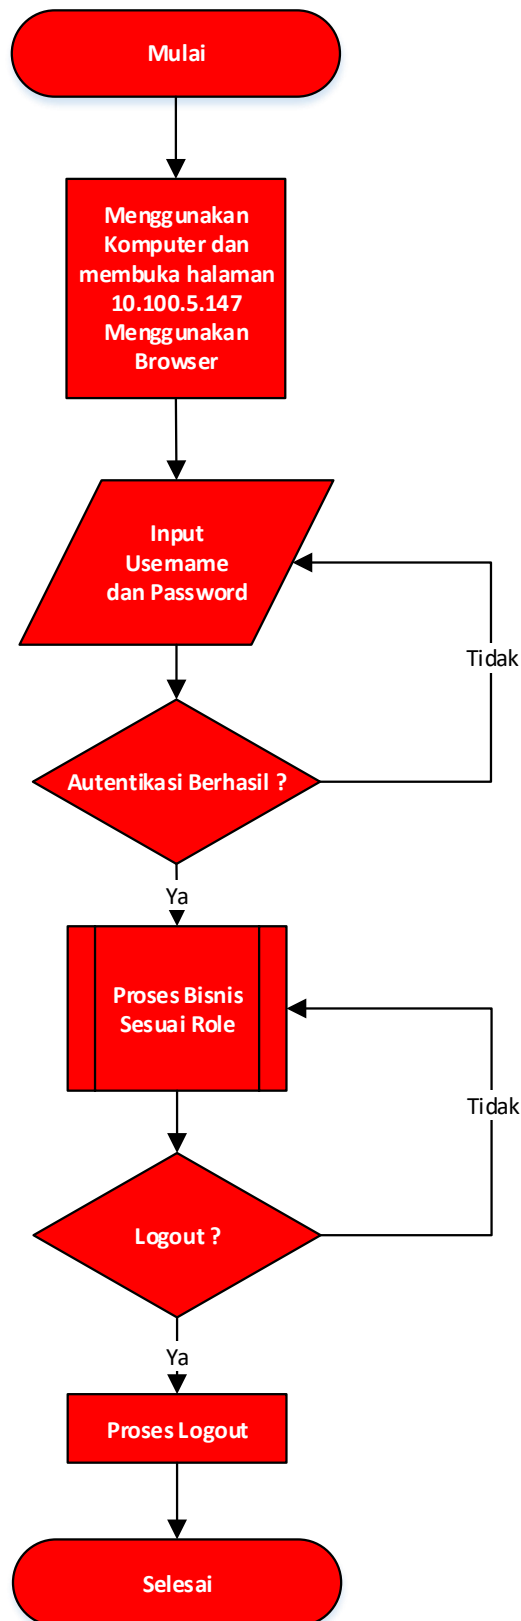 Mulai
Menggunakan
Komputer dan
membuka halaman
10.100.5.147
Menggunakan
Browser
Input
Username
dan Password
Tidak
Autentikasi Berhasil ?
Ya
Proses Bisnis
Sesuai Role
Tidak
Logout ?
Ya
Proses Logout
Selesai